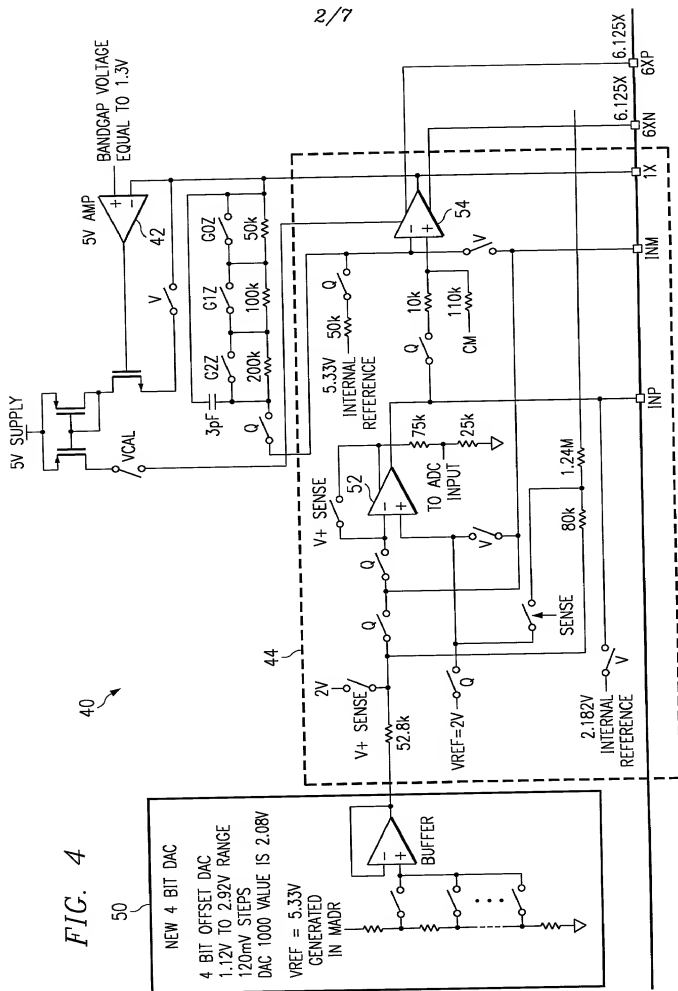 2/7
FIG. 4
40
50
NEW 4 BIT DAC
4 BIT OFFSET DAC
1.12V TO 2.92V RANGE
120mV STEPS
DAC 1000 VALUE IS 2.08V
VREF = 5.33V
GENERATED
IN MADR
BUFFER
-
+
5V SUPPLY
VCAL
5V AMP
+
-
42
BANDGAP VOLTAGE
EQUAL TO 1.3V
V
3pF
G2Z
G1Z
G0Z
200k
100k
50k
Q
44
2V
V+ SENSE
52.8k
VREF=2V
Q
Q
Q
V+ SENSE
52
-
+
V
75k
25k
TO ADC
INPUT
SENSE
80k
1.24M
2.182V
INTERNAL
REFERENCE
V
5.33V
INTERNAL
REFERENCE
50k
Q
Q
10k
110k
CM
-
+
54
V
INP
INM
1X
6XN
6XP
6.125X
6.125X